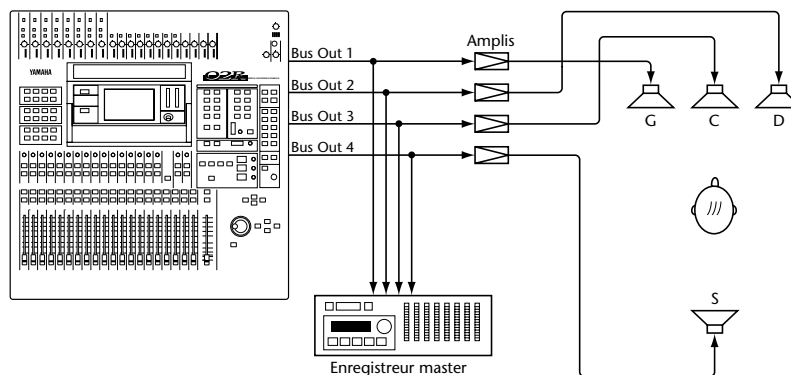 YAMAHA
02R
Bus Out 1
Bus Out 2
Bus Out 3
Bus Out 4
Amplis
G
C
D
S
Enregistreur master